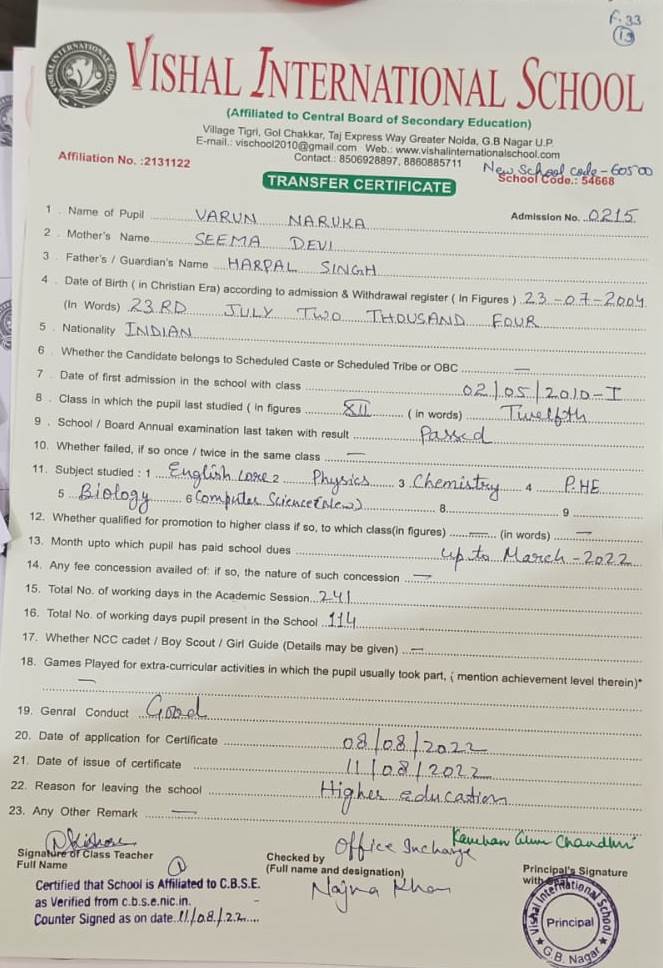 F. 33
13
VISHAL INTERNATIONAL SCHOOL
(Affiliated to Central Board of Secondary Education)
Village Tigri, Gol Chakkar, Taj Express Way Greater Noida, G.B Nagar U.P.
E-mail.: vischool2010@gmail.com Web.: www.vishalinternationalschool.com
Affiliation No. :2131122 Contact.: 8506928897, 8860885711 New School code - 60500
School Code.: 54668
TRANSFER CERTIFICATE
1 . Name of Pupil VARUN NARUKA Admission No. 0215
2 . Mother's Name SEEMA DEVI
3 . Father's / Guardian's Name HARPAL SINGH
4 . Date of Birth ( in Christian Era) according to admission & Withdrawal register ( In Figures ) 23-07-2004
(In Words) 23RD JULY TWO THOUSAND FOUR
5 . Nationality INDIAN
6 . Whether the Candidate belongs to Scheduled Caste or Scheduled Tribe or OBC —
7 . Date of first admission in the school with class 02/05/2010-I
8 . Class in which the pupil last studied ( in figures XII ( in words) Twelfth
9 . School / Board Annual examination last taken with result Passed
10. Whether failed, if so once / twice in the same class —
11. Subject studied : 1 English Core 2 Physics 3 Chemistry 4 P.HE
5 Biology 6 Computer Science(New) 8 9
12. Whether qualified for promotion to higher class if so, to which class(in figures) (in words) —
13. Month upto which pupil has paid school dues up to March-2022
14. Any fee concession availed of: if so, the nature of such concession —
15. Total No. of working days in the Academic Session 241
16. Total No. of working days pupil present in the School 114
17. Whether NCC cadet / Boy Scout / Girl Guide (Details may be given) —
18. Games Played for extra-curricular activities in which the pupil usually took part, ( mention achievement level therein)*
—
19. Genral Conduct Good
20. Date of application for Certificate 08/08/2022
21. Date of issue of certificate 11/08/2022
22. Reason for leaving the school Higher education
23. Any Other Remark —
Office Incharge
Signature of Class Teacher Checked by Principal's Signature
Full Name (Full name and designation) with
Najma Khan
Certified that School is Affiliated to C.B.S.E.
as Verified from c.b.s.e.nic.in.
Counter Signed as on date 11/08/22
Vishal International School
Principal
G.B. Nagar